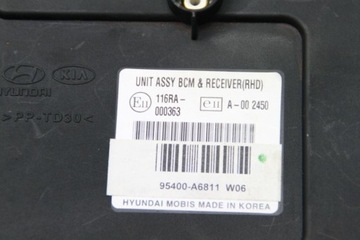 KIA
HYUNDAI
>PP-TD30<
UNIT ASSY BCM & RECEIVER(RHD)
E11 116RA-000363
e11 A-00 2450
95400-A6811 W06
HYUNDAI MOBIS MADE IN KOREA